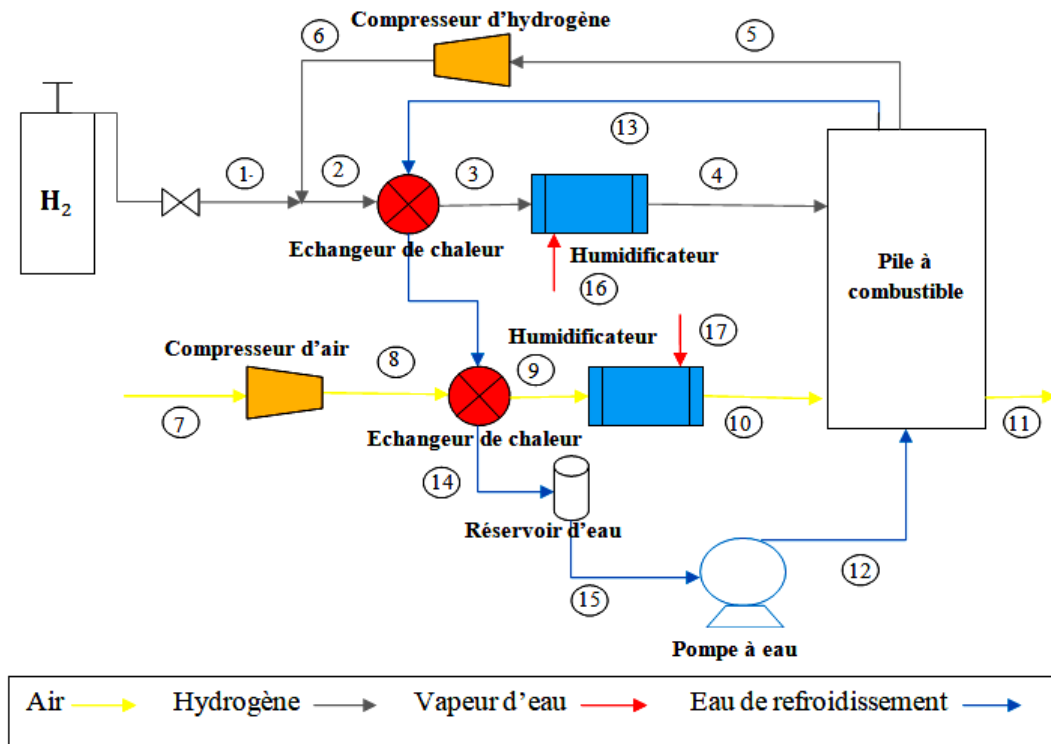 Compresseur d'hydrogène
6
5
13
1-
2
3
4
H₂
Echangeur de chaleur
Humidificateur
16
Pile à
combustible
Compresseur d'air
8
Humidificateur
17
9
7
Echangeur de chaleur
10
11
14
Réservoir d'eau
15
12
Pompe à eau
Air Hydrogène Vapeur d'eau Eau de refroidissement